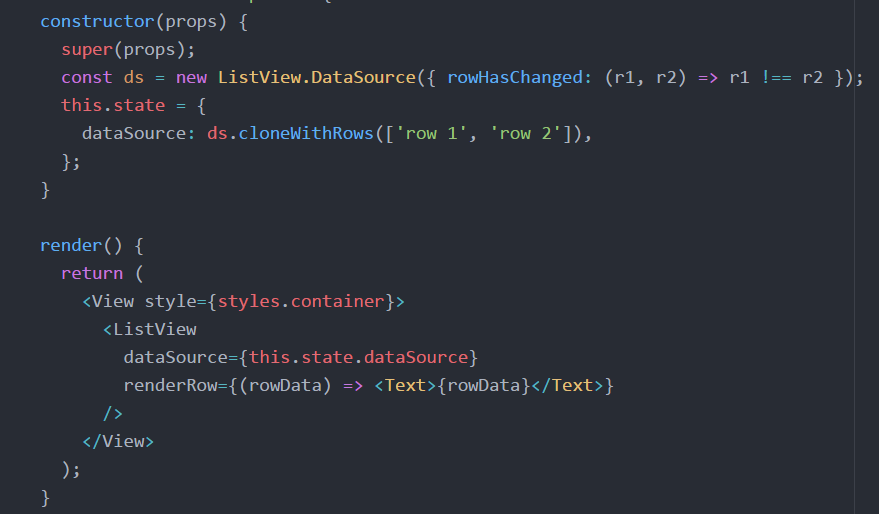 constructor(props) {
super(props);
const ds = new ListView.DataSource({ rowHasChanged: (r1, r2) => r1 !== r2 });
this.state = {
dataSource: ds.cloneWithRows(['row 1', 'row 2']),
};
}
render() {
return (
<View style={styles.container}>
<ListView
dataSource={this.state.dataSource}
renderRow={(rowData) => <Text>{rowData}</Text>}
/>
</View>
);
}